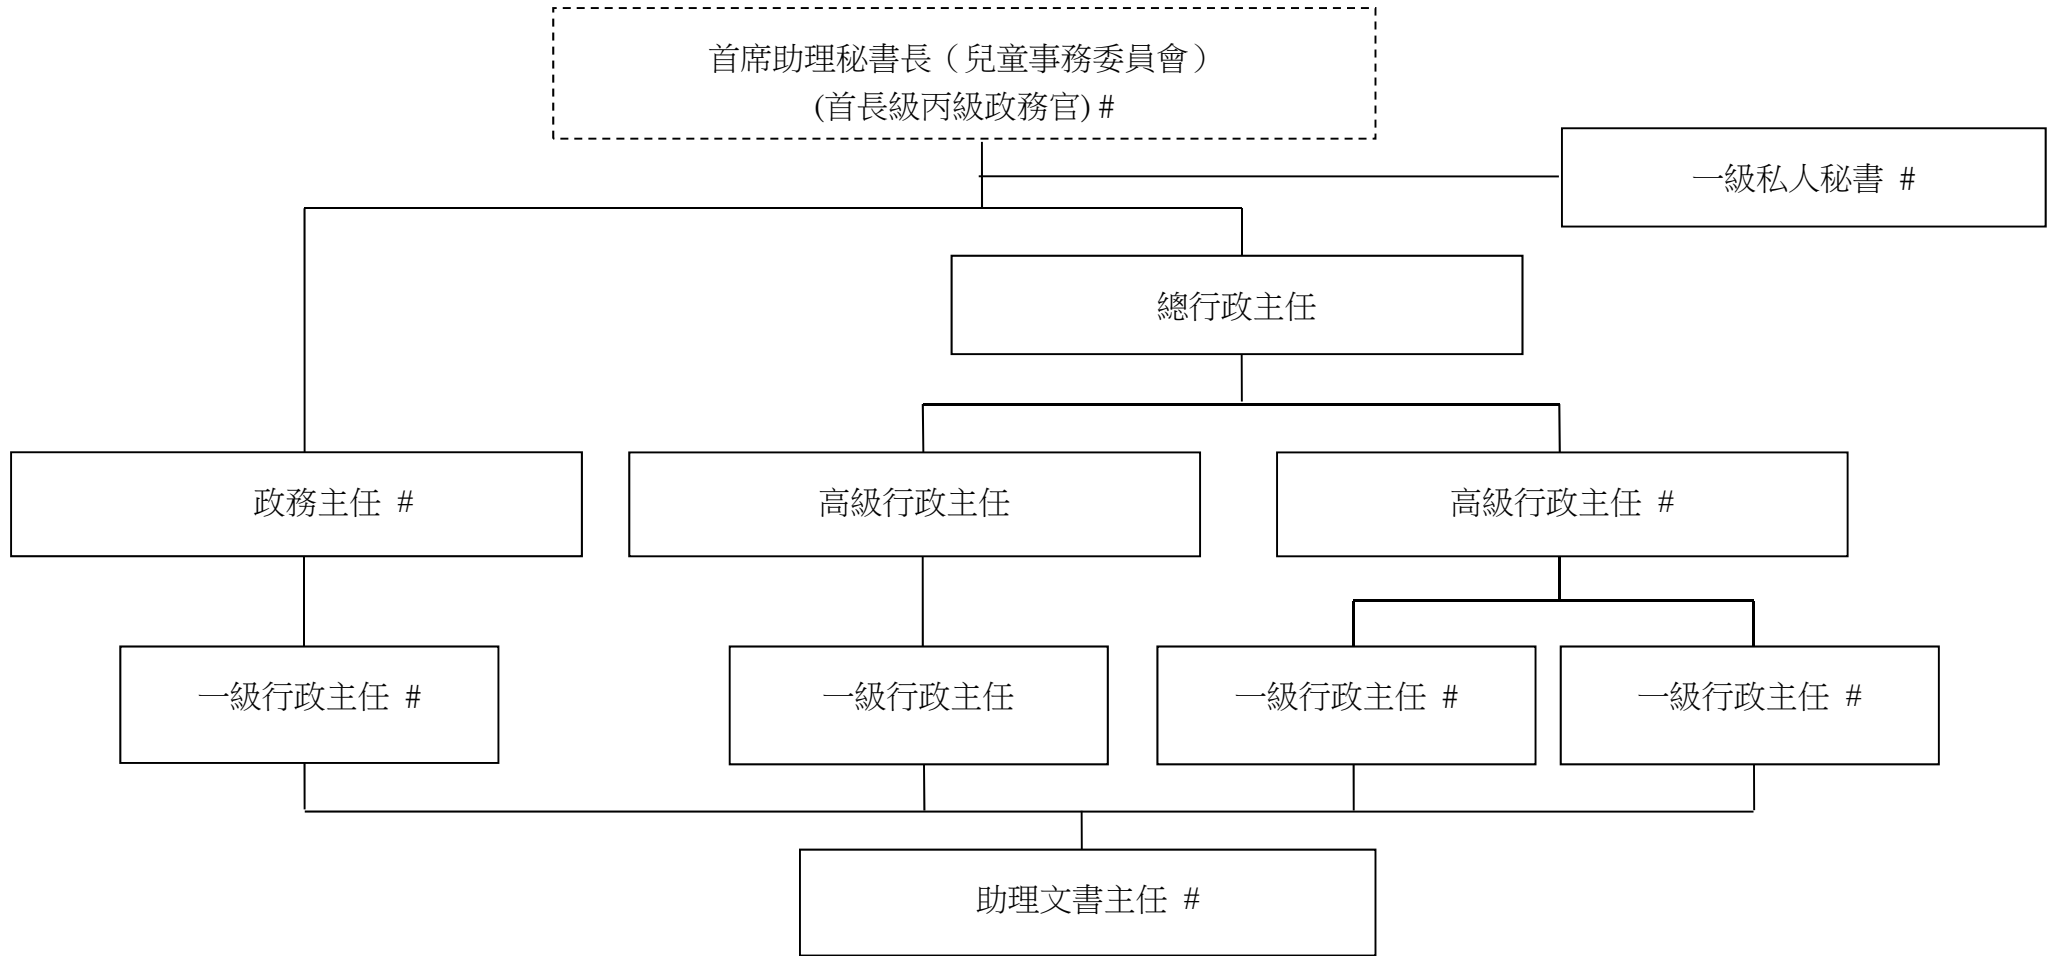 首席助理秘書長（兒童事務委員會）
(首長級丙級政務官) #
一級私人秘書 #
總行政主任
政務主任 #
高級行政主任
高級行政主任 #
一級行政主任 #
一級行政主任
一級行政主任 #
一級行政主任 #
助理文書主任 #